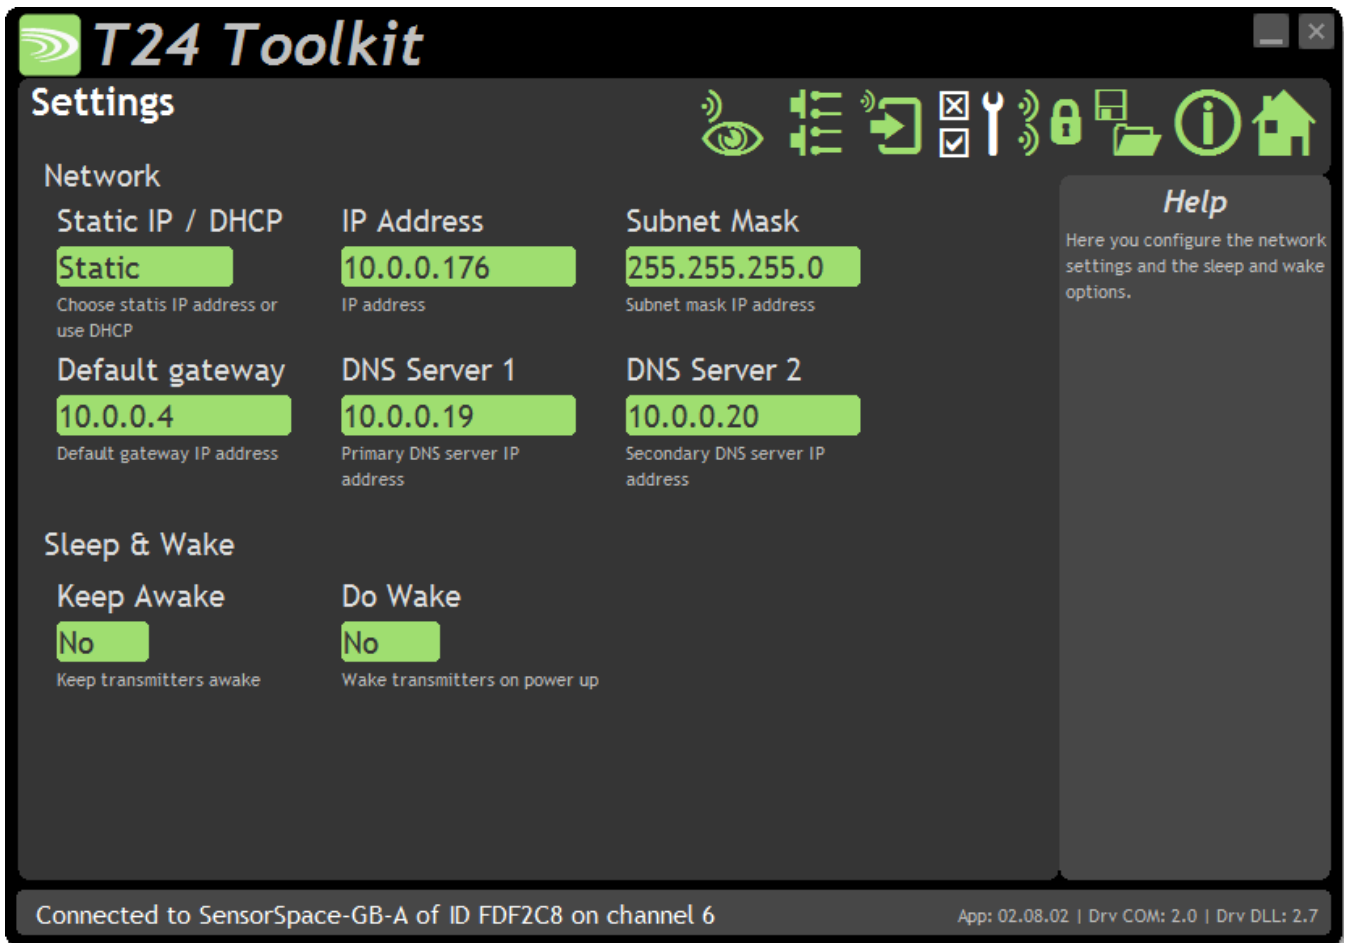 T24 Toolkit
Settings
Network
Static IP / DHCP
IP Address
Subnet Mask
Static
10.0.0.176
255.255.255.0
Choose statis IP address or
use DHCP
IP address
Subnet mask IP address
Default gateway
DNS Server 1
DNS Server 2
10.0.0.4
10.0.0.19
10.0.0.20
Default gateway IP address
Primary DNS server IP
address
Secondary DNS server IP
address
Sleep & Wake
Keep Awake
Do Wake
No
No
Keep transmitters awake
Wake transmitters on power up
Help
Here you configure the network
settings and the sleep and wake
options.
Connected to SensorSpace-GB-A of ID FDF2C8 on channel 6
App: 02.08.02 | Drv COM: 2.0 | Drv DLL: 2.7